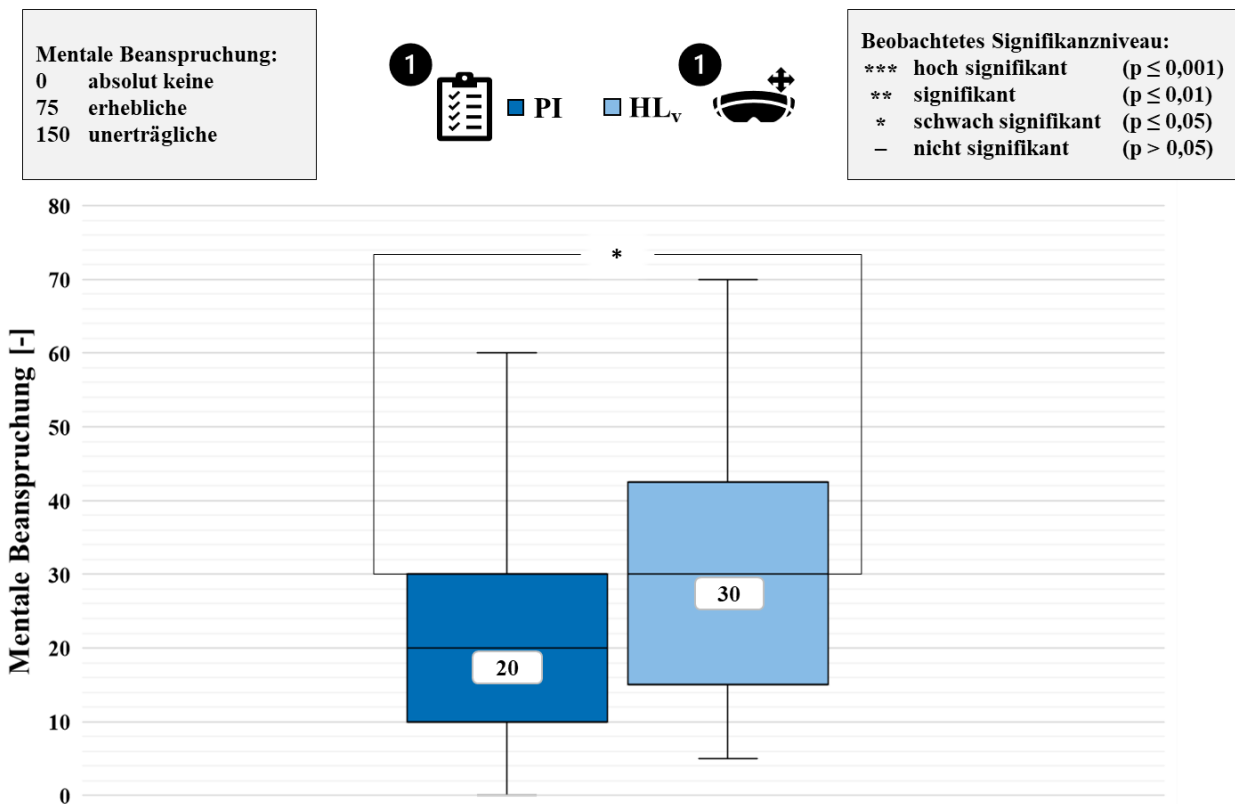 Mentale Beanspruchung:
0 absolut keine
75 erhebliche
150 unerträgliche
1
PI
HLv
1
Beobachtetes Signifikanzniveau:
*** hoch signifikant (p ≤ 0,001)
** signifikant (p ≤ 0,01)
* schwach signifikant (p ≤ 0,05)
– nicht signifikant (p > 0,05)
Mentale Beanspruchung [-]
80
70
60
50
40
30
20
10
0
*
20
30